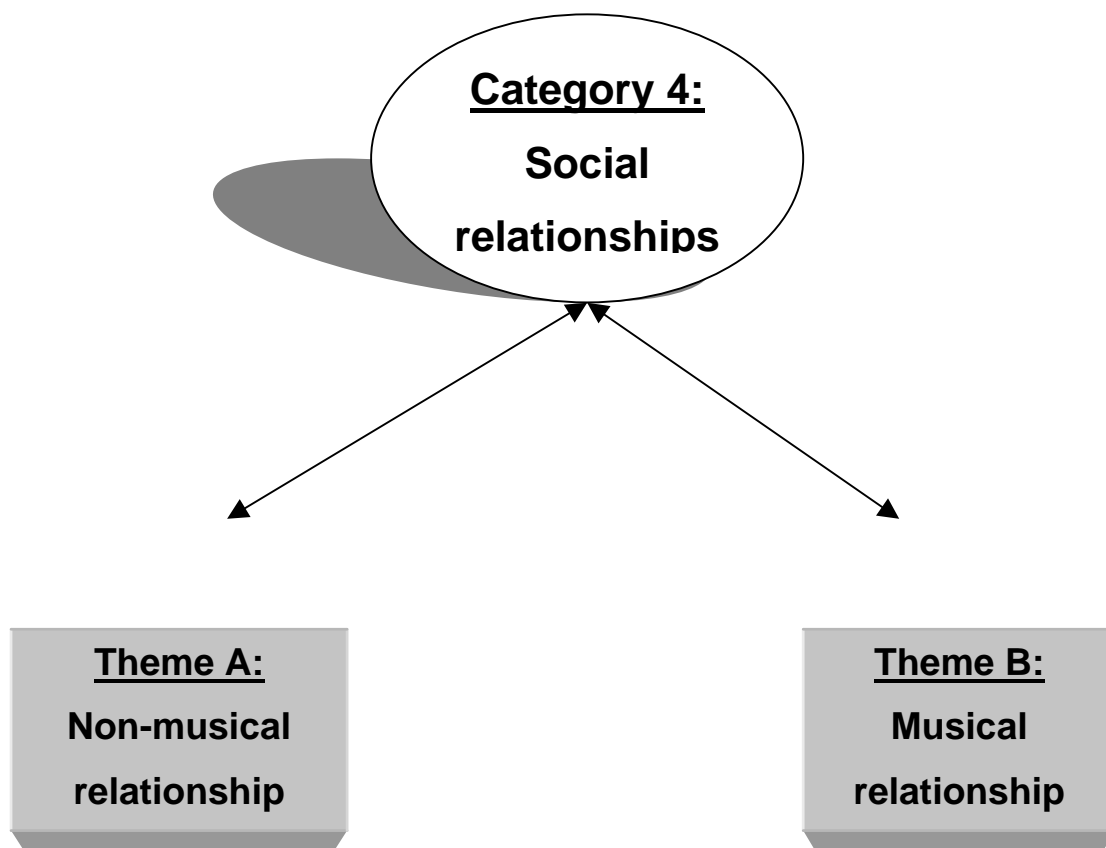 Category 4:
Social
relationships
Theme A:
Non-musical
relationship
Theme B:
Musical
relationship